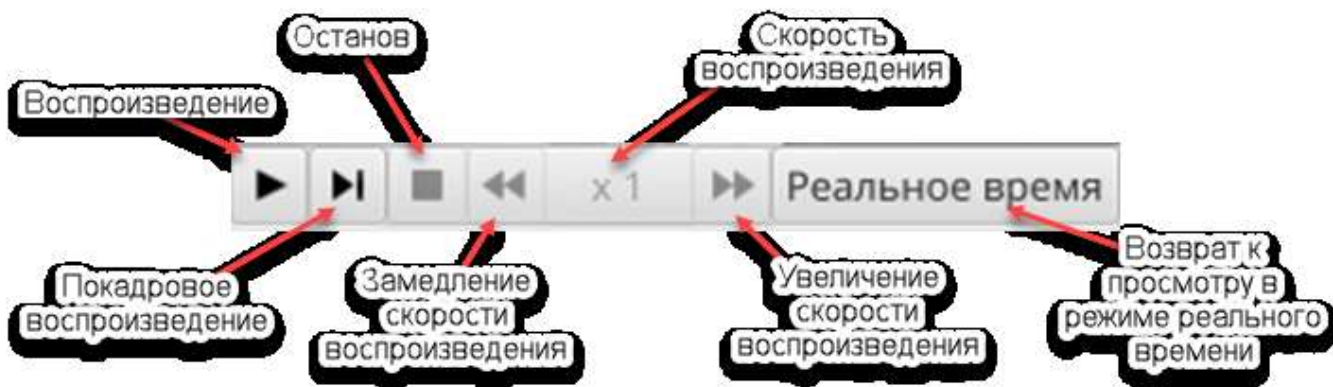 Останов
Скорость
воспроизведения
Воспроизведение
x 1
Реальное время
Покадровое
воспроизведение
Замедление
скорости
воспроизведения
Увеличение
скорости
воспроизведения
Возврат к
просмотру в
режиме реального
времени